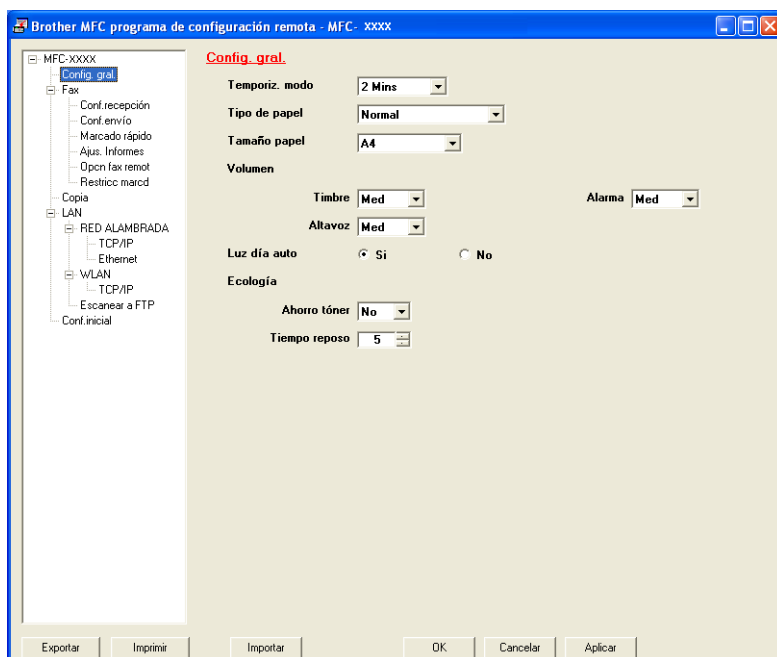 Brother MFC programa de configuración remota - MFC- XXXX
MFC-XXXX
Config. gral.
Fax
Conf.recepción
Conf.envío
Marcado rápido
Ajus. Informes
Opcn fax remot
Restricc marcd
Copia
LAN
RED ALAMBRADA
TCP/IP
Ethernet
WLAN
TCP/IP
Escanear a FTP
Conf.inicial
Config. gral.
Temporiz. modo 2 Mins
Tipo de papel Normal
Tamaño papel A4
Volumen
Timbre Med Alarma Med
Altavoz Med
Luz día auto Si No
Ecología
Ahorro tóner No
Tiempo reposo 5
Exportar Imprimir Importar OK Cancelar Aplicar